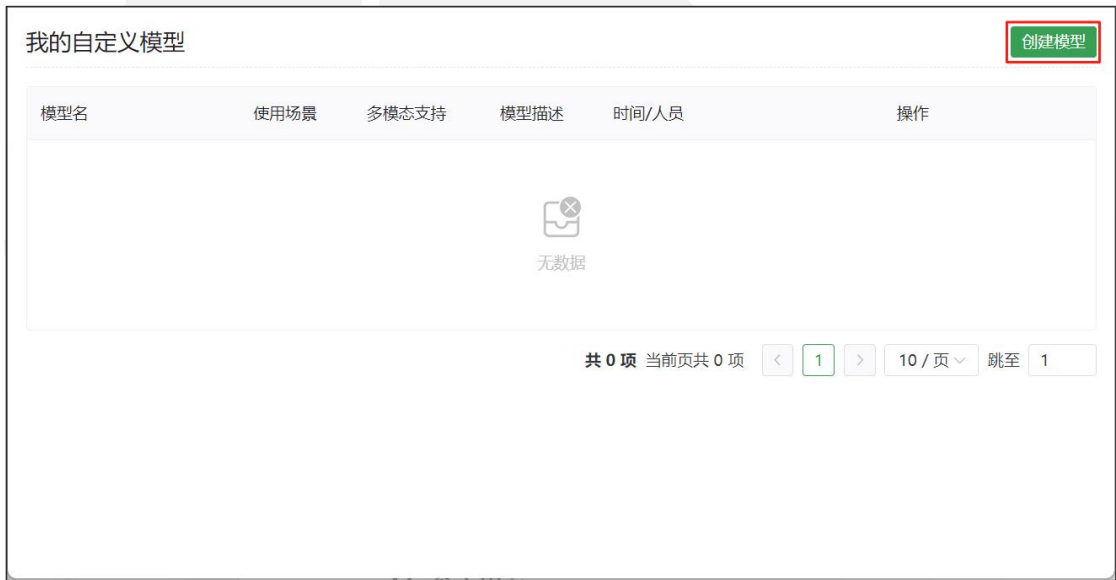 我的自定义模型 创建模型
模型名 使用场景 多模态支持 模型描述 时间/人员 操作
无数据
共 0 项 当前页共 0 项 < 1 > 10 / 页 跳至 1